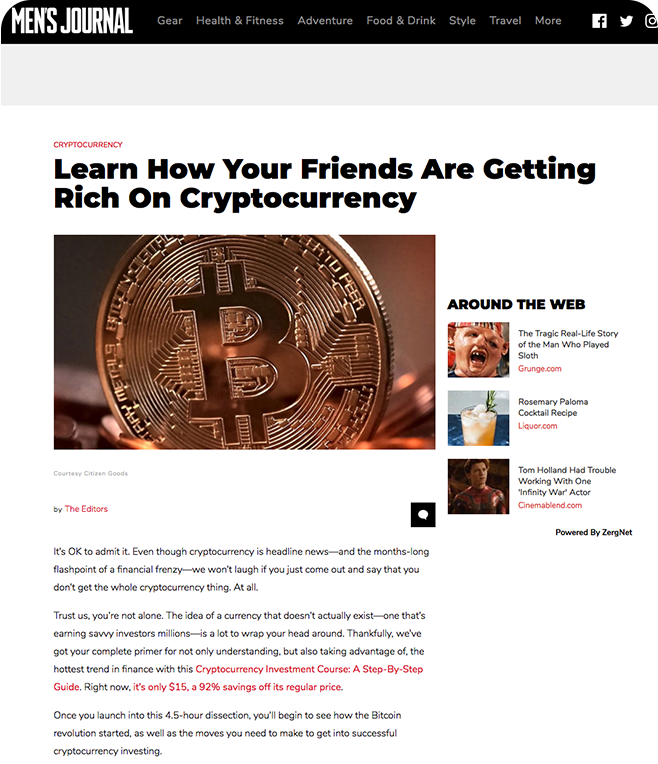 MEN'S JOURNAL
Gear Health & Fitness Adventure Food & Drink Style Travel More
CRYPTOCURRENCY
Learn How Your Friends Are Getting
Rich On Cryptocurrency
Courtesy Citizen Goods
by The Editors
It's OK to admit it. Even though cryptocurrency is headline news—and the months-long
flashpoint of a financial frenzy—we won't laugh if you just come out and say that you
don't get the whole cryptocurrency thing. At all.
Trust us, you're not alone. The idea of a currency that doesn't actually exist—one that's
earning savvy investors millions—is a lot to wrap your head around. Thankfully, we've
got your complete primer for not only understanding, but also taking advantage of, the
hottest trend in finance with this Cryptocurrency Investment Course: A Step-By-Step
Guide. Right now, it's only $15, a 92% savings off its regular price.
Once you launch into this 4.5-hour dissection, you'll begin to see how the Bitcoin
revolution started, as well as the moves you need to make to get into successful
cryptocurrency investing.
AROUND THE WEB
The Tragic Real-Life Story
of the Man Who Played
Sloth
Grunge.com
Rosemary Paloma
Cocktail Recipe
Liquor.com
Tom Holland Had Trouble
Working With One
'Infinity War' Actor
Cinemablend.com
Powered By ZergNet